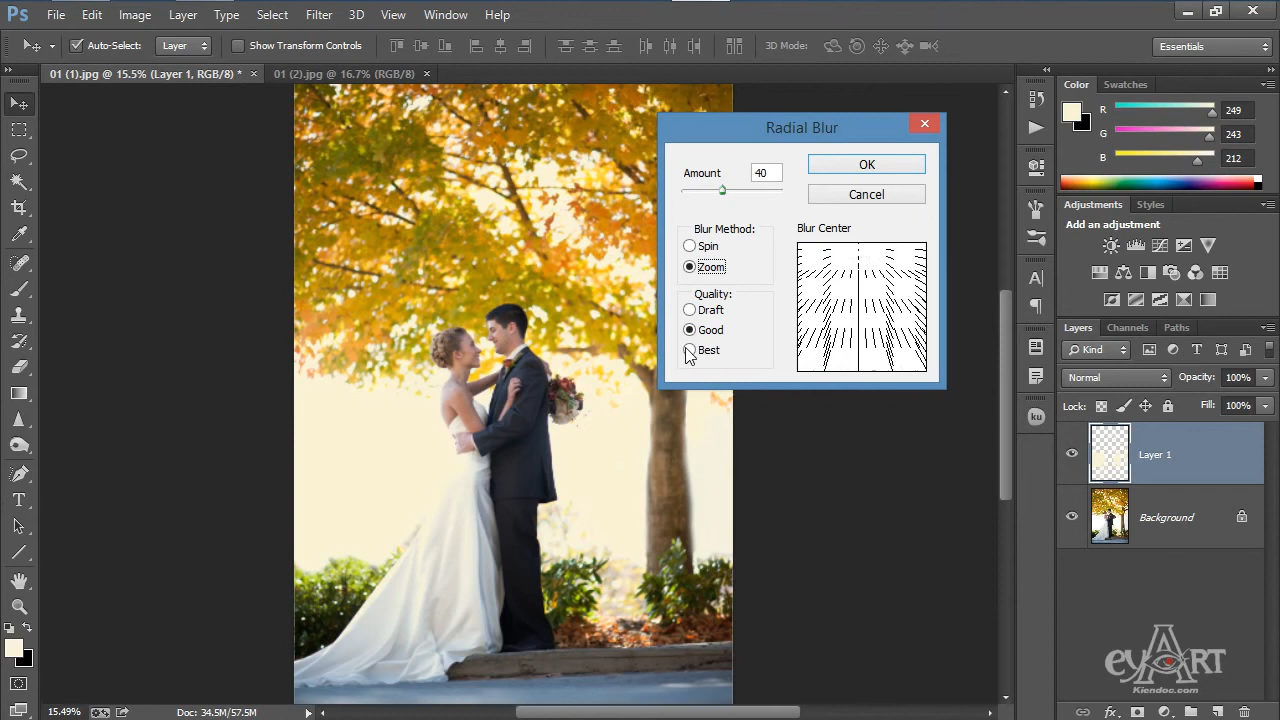 Ps File Edit Image Layer Type Select Filter 3D View Window Help
Auto-Select: Layer Show Transform Controls 3D Mode: Essentials
01 (1).jpg @ 15.5% (Layer 1, RGB/8) * × 01 (2).jpg @ 16.7% (RGB/8) ×
Radial Blur
Amount 40
OK
Cancel
Blur Method:
Spin
Zoom
Quality:
Draft
Good
Best
Blur Center
Color Swatches
R 249
G 243
B 212
Adjustments Styles
Add an adjustment
Layers Channels Paths
Kind
Normal Opacity: 100%
Lock: Fill: 100%
Layer 1
Background
A
ku
T
eyART
Kiendoc.com
fx
15.49% Doc: 34.5M/57.5M